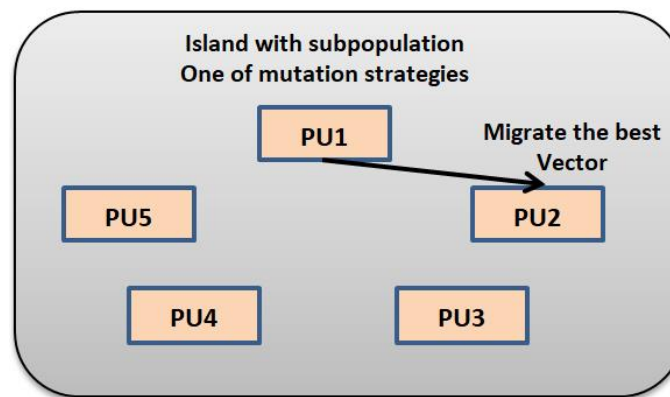 Island with subpopulation
One of mutation strategies
PU1
Migrate the best
Vector
PU5
PU2
PU4
PU3